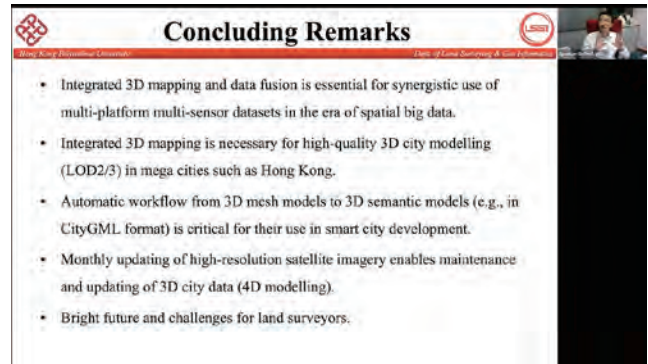 Concluding Remarks
LSGI
Hong Kong Polytechnic University
Dept. of Land Surveying & Geo-Informatics
• Integrated 3D mapping and data fusion is essential for synergistic use of
multi-platform multi-sensor datasets in the era of spatial big data.
• Integrated 3D mapping is necessary for high-quality 3D city modelling
(LOD2/3) in mega cities such as Hong Kong.
• Automatic workflow from 3D mesh models to 3D semantic models (e.g., in
CityGML format) is critical for their use in smart city development.
• Monthly updating of high-resolution satellite imagery enables maintenance
and updating of 3D city data (4D modelling).
• Bright future and challenges for land surveyors.